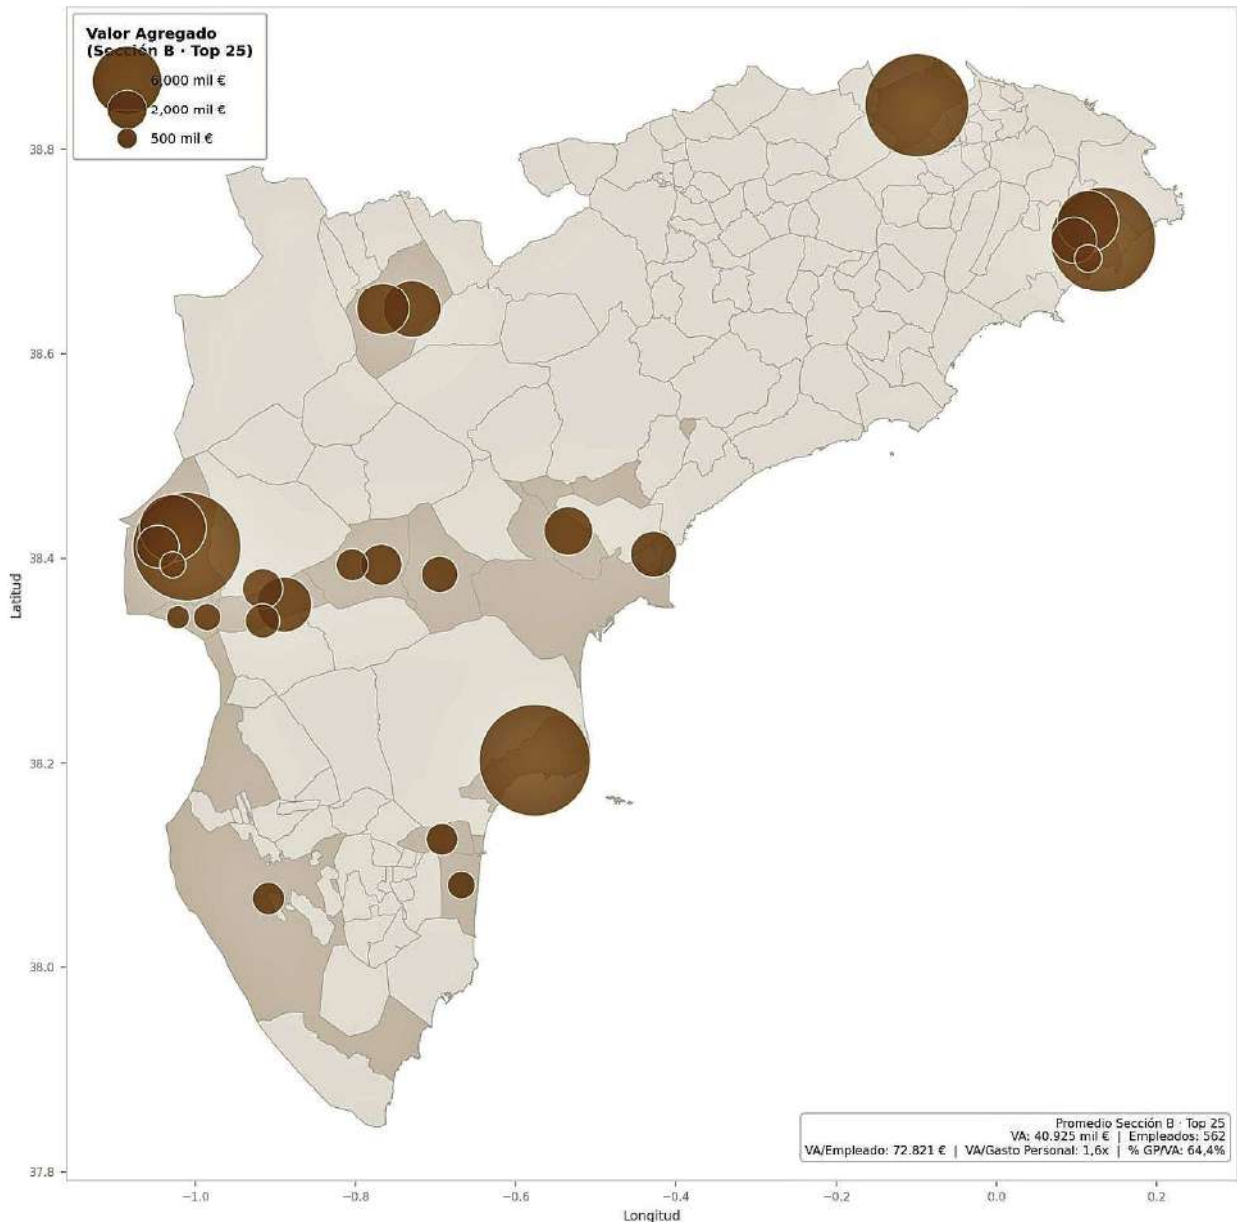 Valor Agregado
(Sección B · Top 25)
6,000 mil €
2,000 mil €
500 mil €
38.8
38.6
38.4
38.2
38.0
37.8
Latitud
−1.0
−0.8
−0.6
−0.4
−0.2
0.0
0.2
Longitud
Promedio Sección B · Top 25
VA: 40.925 mil € | Empleados: 562
VA/Empleado: 72.821 € | VA/Gasto Personal: 1,6x | % GP/VA: 64,4%